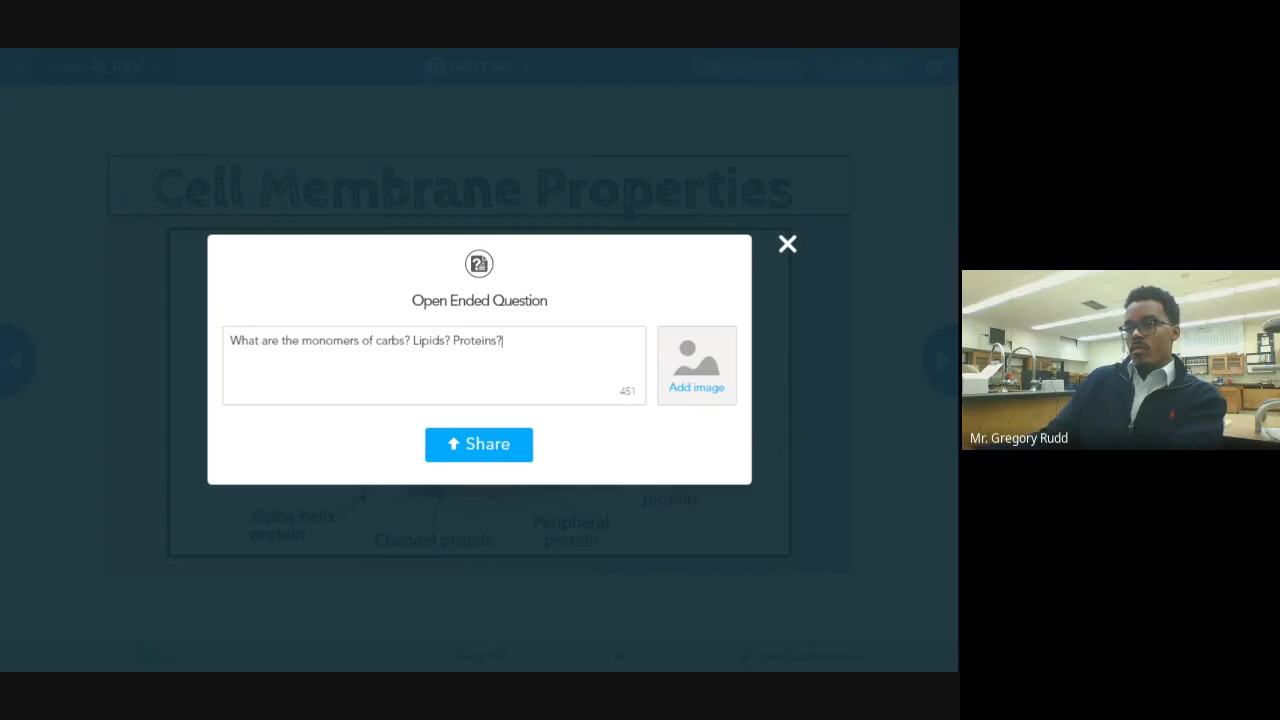 Cell Membrane Properties
Open Ended Question
What are the monomers of carbs? Lipids? Proteins?
451
Add image
Share
protein
Alpha-helix
protein
Channel protein
Peripheral
protein
Mr. Gregory Rudd